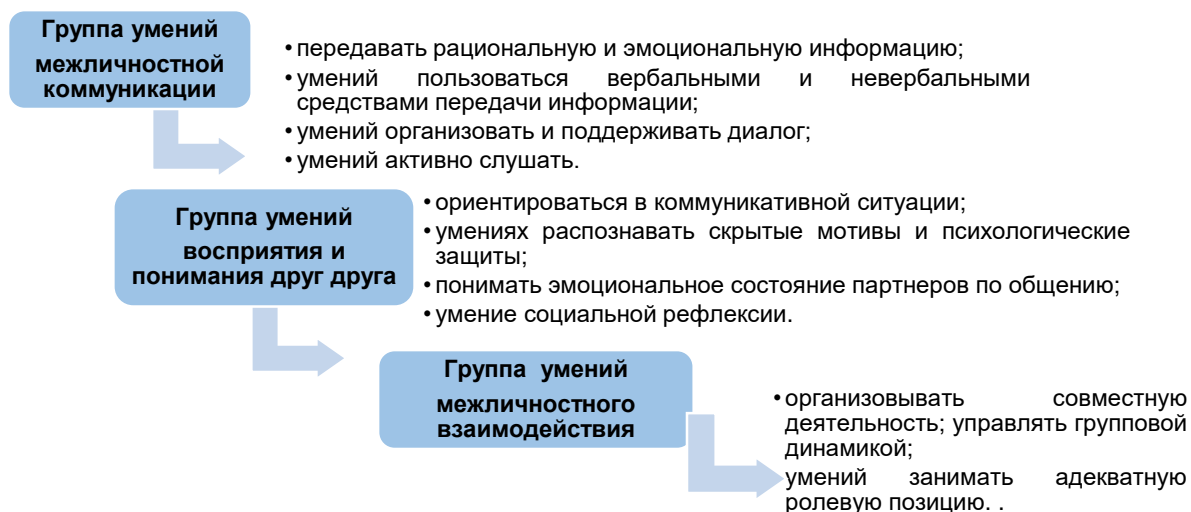 Группа умений
межличностной
коммуникации
• передавать рациональную и эмоциональную информацию;
• умений пользоваться вербальными и невербальными
средствами передачи информации;
• умений организовать и поддерживать диалог;
• умений активно слушать.
Группа умений
восприятия и
понимания друг друга
• ориентироваться в коммуникативной ситуации;
• умениях распознавать скрытые мотивы и психологические
защиты;
• понимать эмоциональное состояние партнеров по общению;
• умение социальной рефлексии.
Группа умений
межличностного
взаимодействия
• организовывать совместную
деятельность; управлять групповой
динамикой;
умений занимать адекватную
ролевую позицию. .